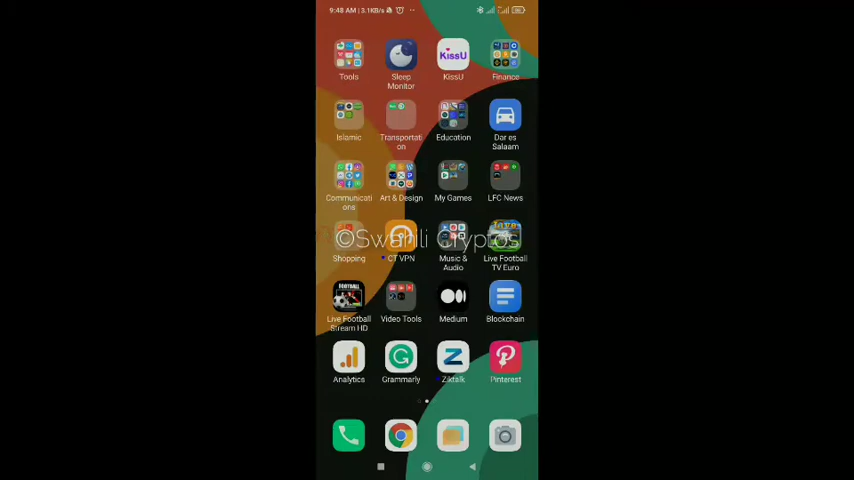 9:48 AM | 3.1KB/s
Tools
Sleep
Monitor
KissU
KissU
Finance
Islamic
Transportati
on
Education
Dar es
Salaam
Communicati
ons
Art & Design
My Games
LFC News
©Swahili Cryptos
Shopping
CT VPN
Music &
Audio
Live Football
TV Euro
FOOTBALL
Live Football
Stream HD
Video Tools
Medium
Blockchain
Analytics
Grammarly
Ziktalk
Pinterest